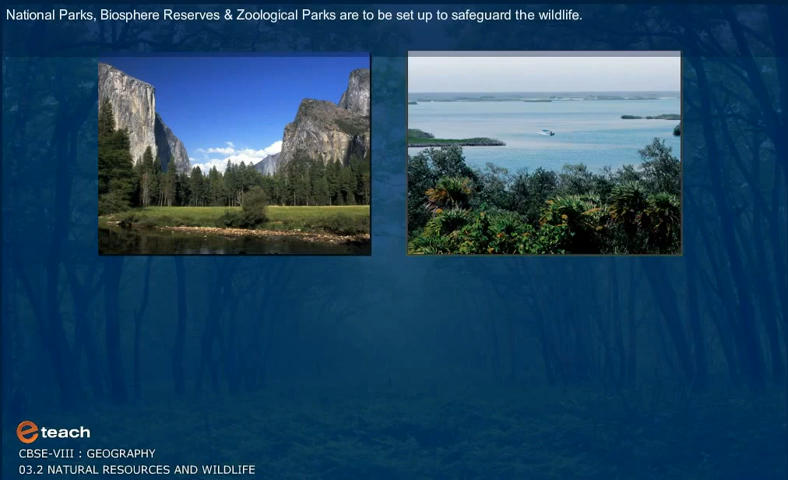 National Parks, Biosphere Reserves & Zoological Parks are to be set up to safeguard the wildlife.
e teach
CBSE-VIII : GEOGRAPHY
03.2 NATURAL RESOURCES AND WILDLIFE